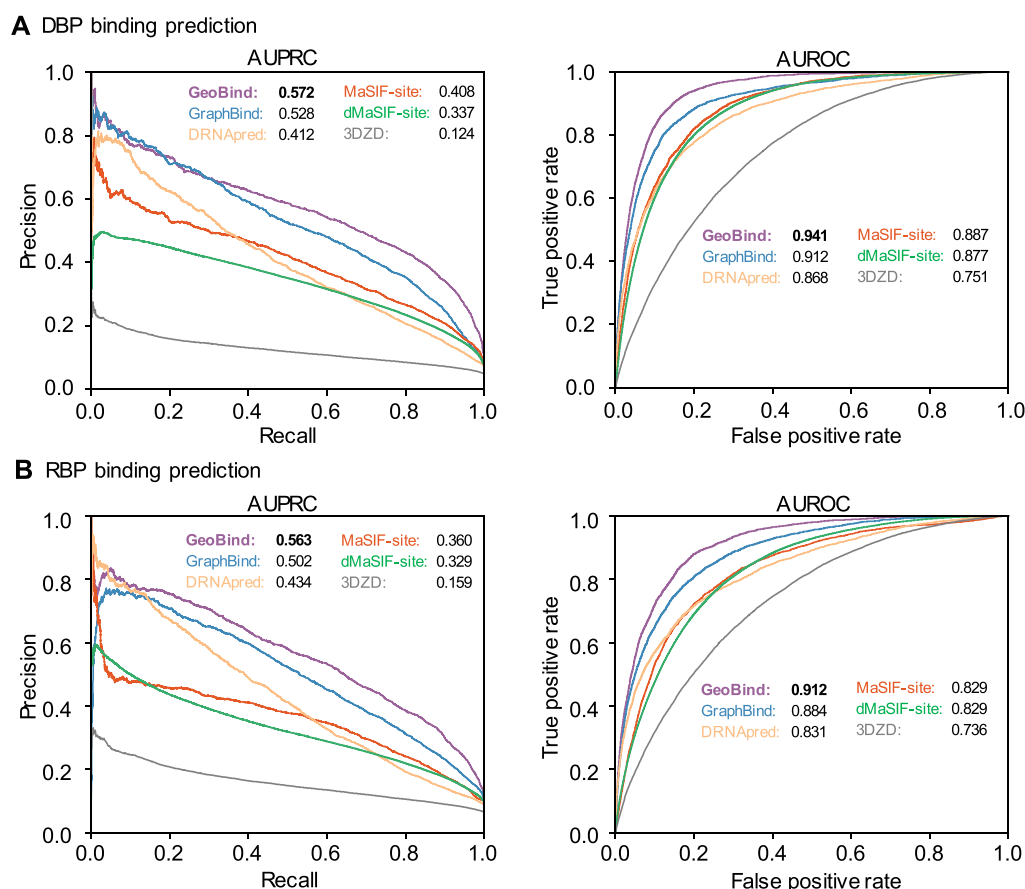 A DBP binding prediction
AUPRC
GeoBind: 0.572 MaSIF-site: 0.408
GraphBind: 0.528 dMaSIF-site: 0.337
DRNApred: 0.412 3DZD: 0.124
Precision
1.0
0.8
0.6
0.4
0.2
0.0
0.0 0.2 0.4 0.6 0.8 1.0
Recall
AUROC
GeoBind: 0.941 MaSIF-site: 0.887
GraphBind: 0.912 dMaSIF-site: 0.877
DRNApred: 0.868 3DZD: 0.751
True positive rate
1.0
0.8
0.6
0.4
0.2
0.0
0.0 0.2 0.4 0.6 0.8 1.0
False positive rate
B RBP binding prediction
AUPRC
GeoBind: 0.563 MaSIF-site: 0.360
GraphBind: 0.502 dMaSIF-site: 0.329
DRNApred: 0.434 3DZD: 0.159
Precision
1.0
0.8
0.6
0.4
0.2
0.0
0.0 0.2 0.4 0.6 0.8 1.0
Recall
AUROC
GeoBind: 0.912 MaSIF-site: 0.829
GraphBind: 0.884 dMaSIF-site: 0.829
DRNApred: 0.831 3DZD: 0.736
True positive rate
1.0
0.8
0.6
0.4
0.2
0.0
0.0 0.2 0.4 0.6 0.8 1.0
False positive rate